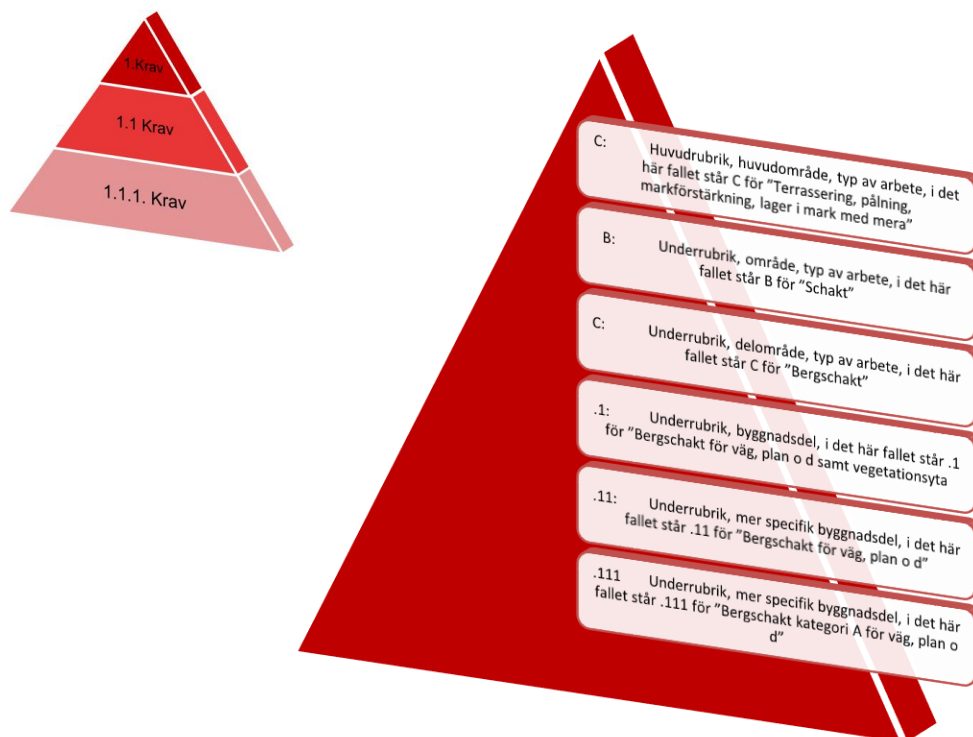 1.Krav
1.1 Krav
1.1.1. Krav
C: Huvudrubrik, huvudområde, typ av arbete, i det
här fallet står C för ”Terrassering, pålning,
markförstärkning, lager i mark med mera”
B: Underrubrik, område, typ av arbete, i det här
fallet står B för ”Schakt”
C: Underrubrik, delområde, typ av arbete, i det här
fallet står C för ”Bergschakt”
.1: Underrubrik, byggnadsdel, i det här fallet står .1
för ”Bergschakt för väg, plan o d samt vegetationsyta
.11: Underrubrik, mer specifik byggnadsdel, i det här
fallet står .11 för ”Bergschakt för väg, plan o d”
.111 Underrubrik, mer specifik byggnadsdel, i det här
fallet står .111 för ”Bergschakt kategori A för väg, plan o
d”